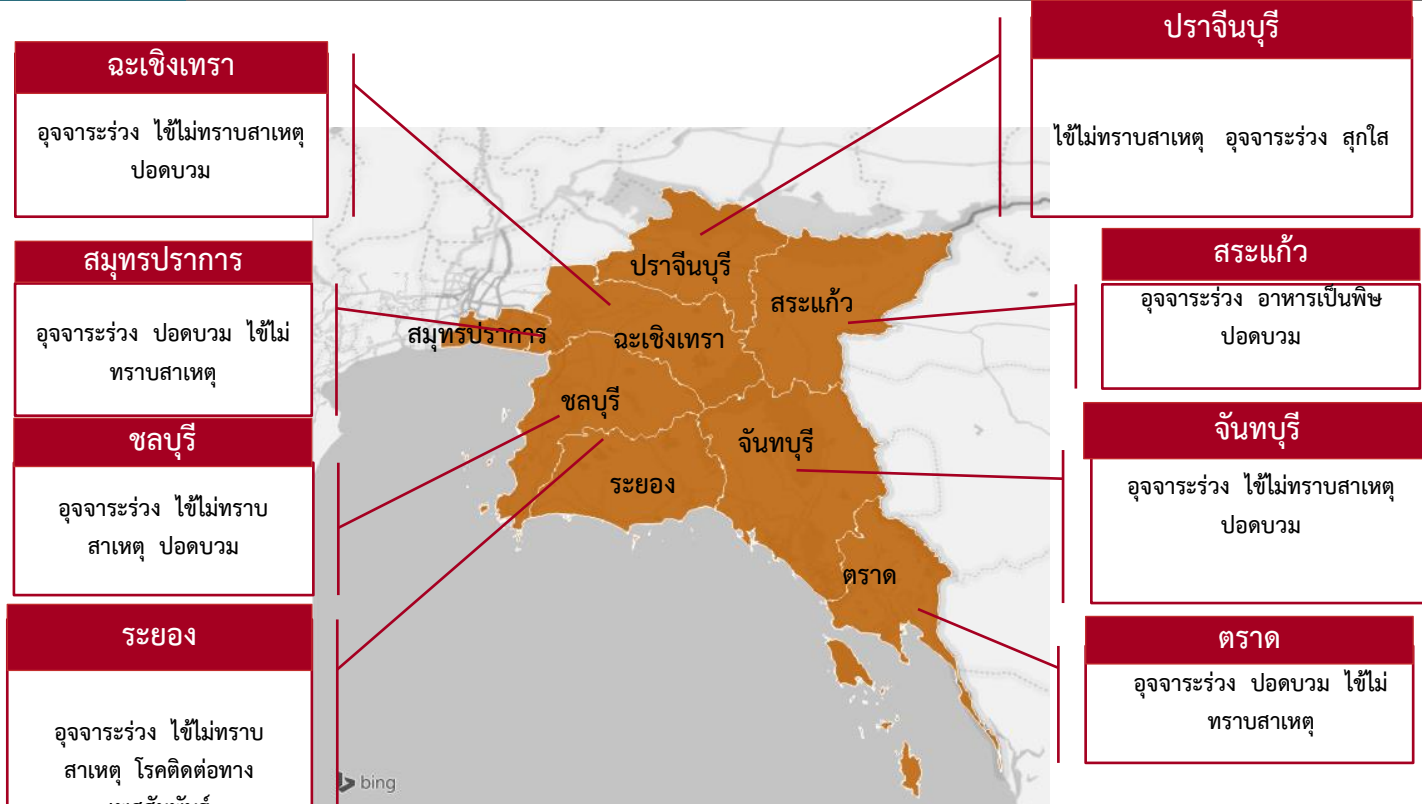 ฉะเชิงเทรา
อุจจาระร่วง ไข้ไม่ทราบสาเหตุ
ปอดบวม
สมุทรปราการ
อุจจาระร่วง ปอดบวม ไข้ไม่
ทราบสาเหตุ
ชลบุรี
อุจจาระร่วง ไข้ไม่ทราบ
สาเหตุ ปอดบวม
ระยอง
อุจจาระร่วง ไข้ไม่ทราบ
สาเหตุ โรคติดต่อทาง
ปราจีนบุรี
สระแก้ว
สมุทรปราการ
ฉะเชิงเทรา
ชลบุรี
จันทบุรี
ระยอง
ตราด
bing
ปราจีนบุรี
ไข้ไม่ทราบสาเหตุ อุจจาระร่วง สุกใส
สระแก้ว
อุจจาระร่วง อาหารเป็นพิษ
ปอดบวม
จันทบุรี
อุจจาระร่วง ไข้ไม่ทราบสาเหตุ
ปอดบวม
ตราด
อุจจาระร่วง ปอดบวม ไข้ไม่
ทราบสาเหตุ